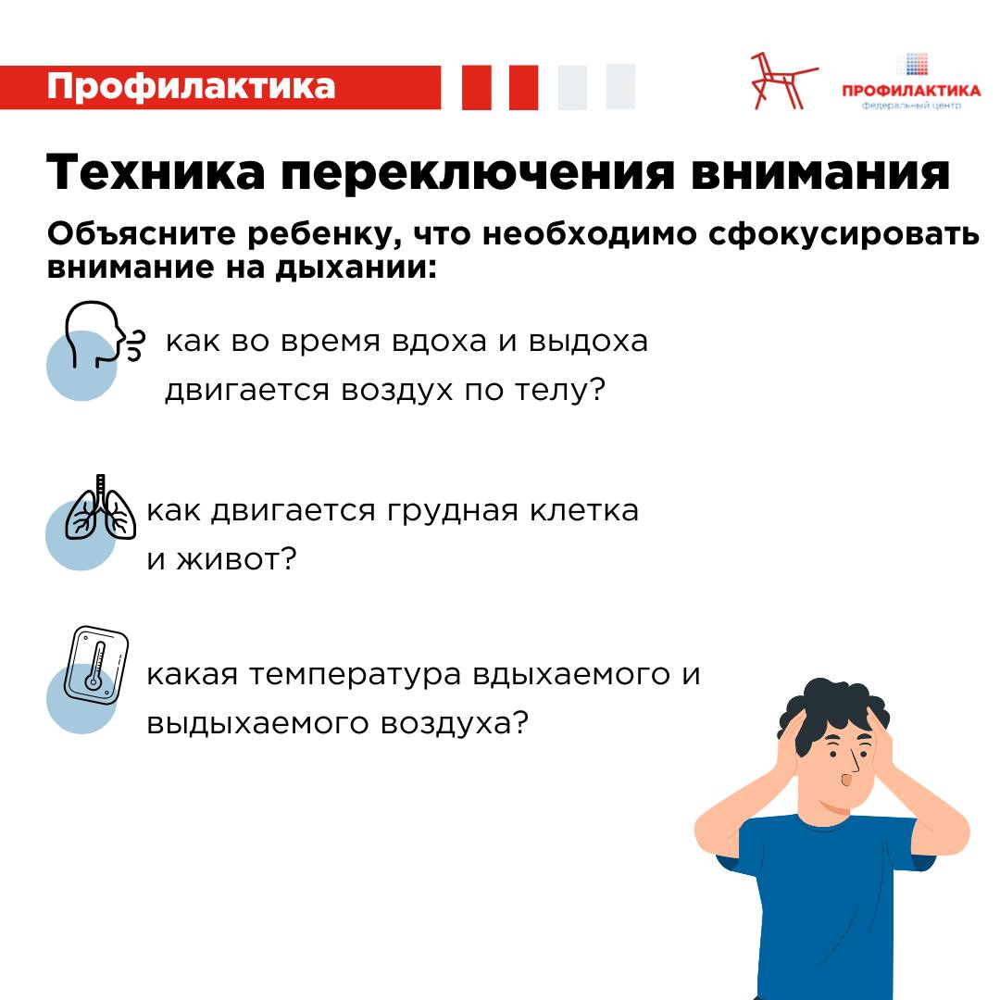 Профилактика
ПРОФИЛАКТИКА
федеральный центр
Техника переключения внимания
Объясните ребенку, что необходимо сфокусировать
внимание на дыхании:
как во время вдоха и выдоха
двигается воздух по телу?
как двигается грудная клетка
и живот?
какая температура вдыхаемого и
выдыхаемого воздуха?